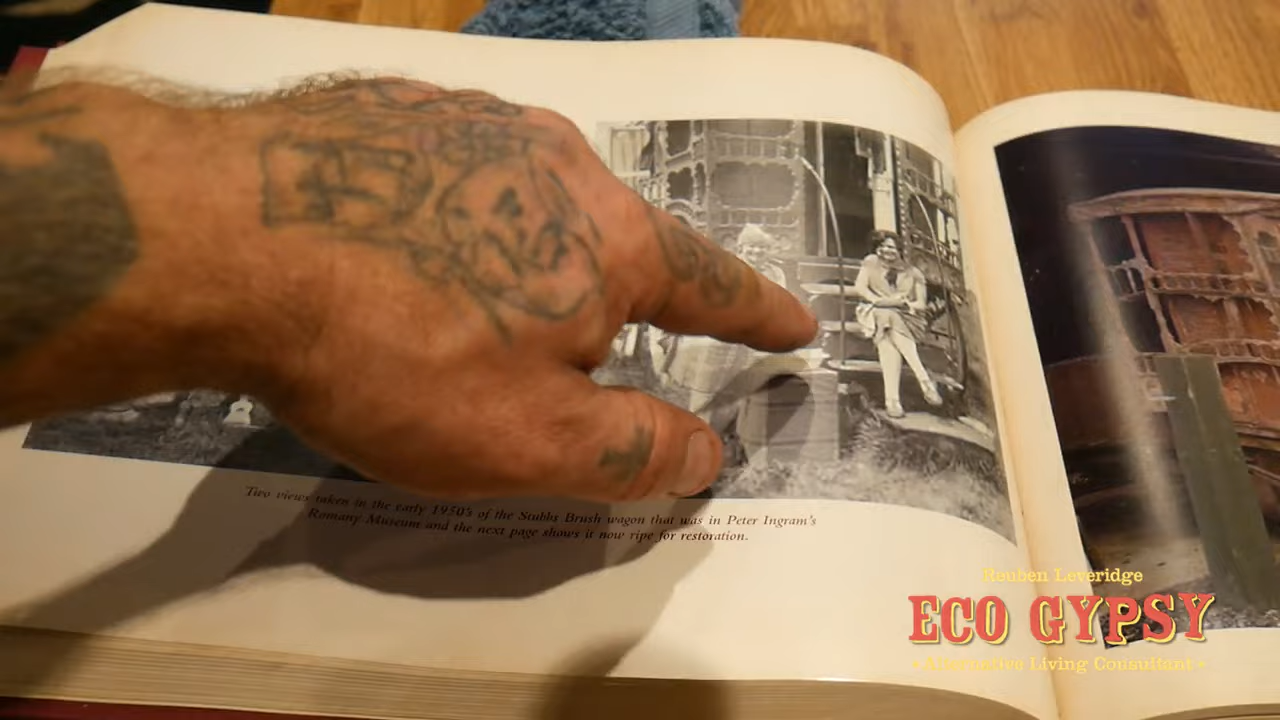 Two views taken in the early 1950's of the Stubbs Brush wagon that was in Peter Ingram's
Romany Museum and the next page shows it now ripe for restoration.
Reuben Leveridge
ECO GYPSY
• Alternative Living Consultant •